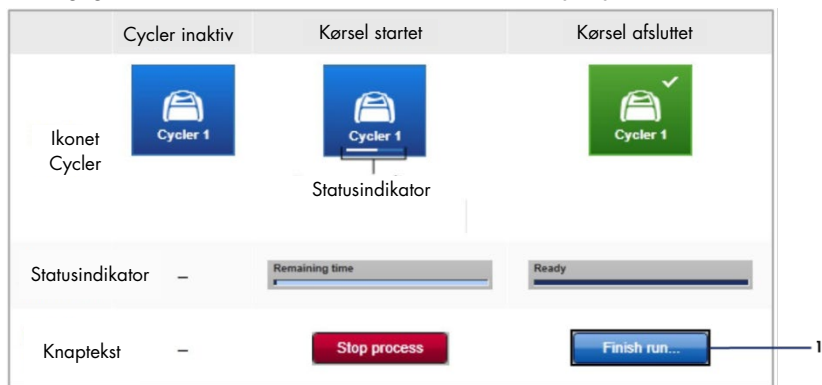 Cycler inaktiv Kørsel startet Kørsel afsluttet
Ikonet
Cycler
Cycler 1
Cycler 1
Cycler 1
Statusindikator
Statusindikator – Remaining time Ready
Knaptekst – Stop process Finish run... 1